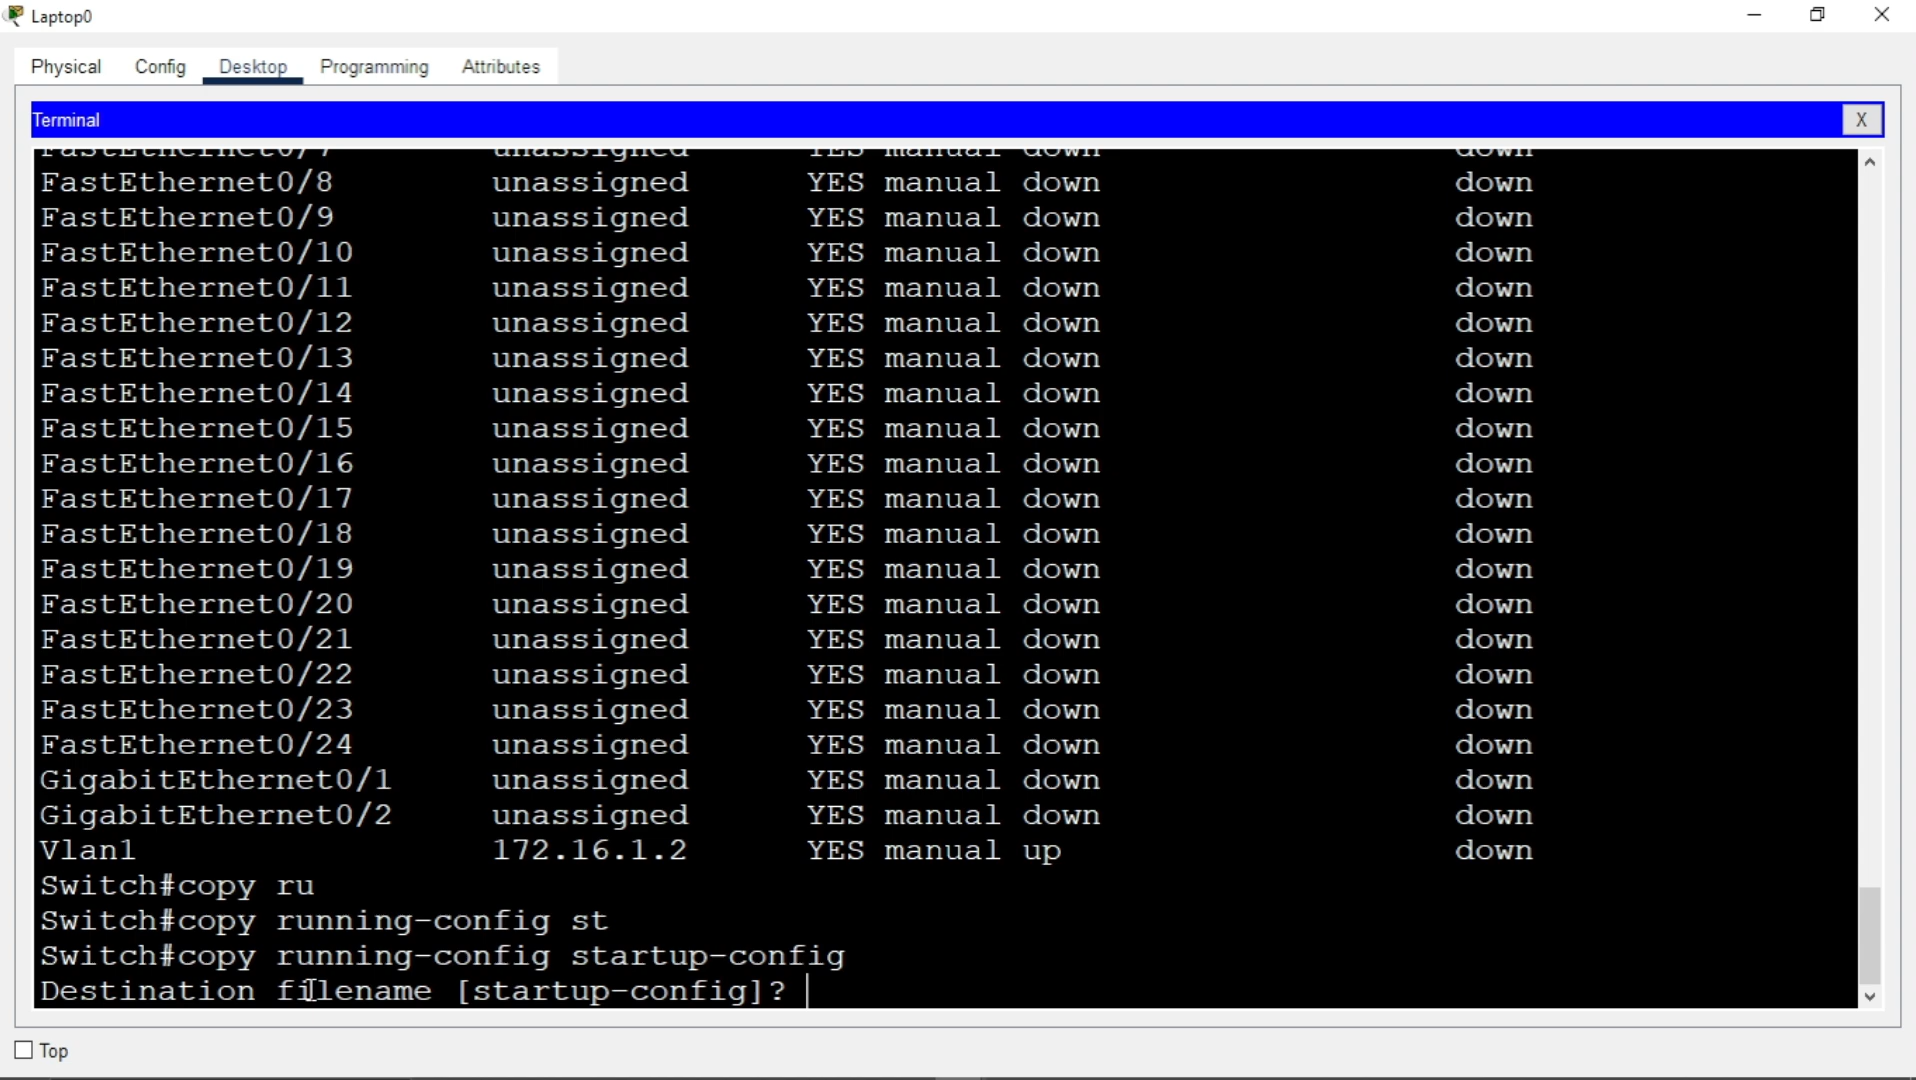 Laptop0
Physical Config Desktop Programming Attributes
Terminal X
FastEthernet0/7 unassigned YES manual down down
FastEthernet0/8 unassigned YES manual down down
FastEthernet0/9 unassigned YES manual down down
FastEthernet0/10 unassigned YES manual down down
FastEthernet0/11 unassigned YES manual down down
FastEthernet0/12 unassigned YES manual down down
FastEthernet0/13 unassigned YES manual down down
FastEthernet0/14 unassigned YES manual down down
FastEthernet0/15 unassigned YES manual down down
FastEthernet0/16 unassigned YES manual down down
FastEthernet0/17 unassigned YES manual down down
FastEthernet0/18 unassigned YES manual down down
FastEthernet0/19 unassigned YES manual down down
FastEthernet0/20 unassigned YES manual down down
FastEthernet0/21 unassigned YES manual down down
FastEthernet0/22 unassigned YES manual down down
FastEthernet0/23 unassigned YES manual down down
FastEthernet0/24 unassigned YES manual down down
GigabitEthernet0/1 unassigned YES manual down down
GigabitEthernet0/2 unassigned YES manual down down
Vlan1 172.16.1.2 YES manual up down
Switch#copy ru
Switch#copy running-config st
Switch#copy running-config startup-config
Destination filename [startup-config]?
Top